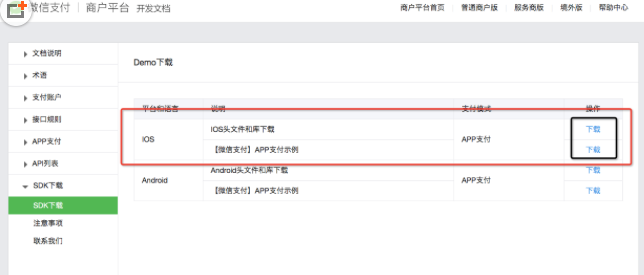 微信支付 | 商户平台 开发文档
商户平台首页 普通商户版 服务商版 境外版 帮助中心
文档说明
术语
支付账户
接口规则
APP支付
API列表
SDK下载
SDK下载
注意事项
联系我们
Demo下载
平台和语言 说明 支付模式 操作
IOS IOS头文件和库下载 APP支付 下载
【微信支付】APP支付示例 下载
Android Android头文件和库下载 APP支付 下载
【微信支付】APP支付示例 下载